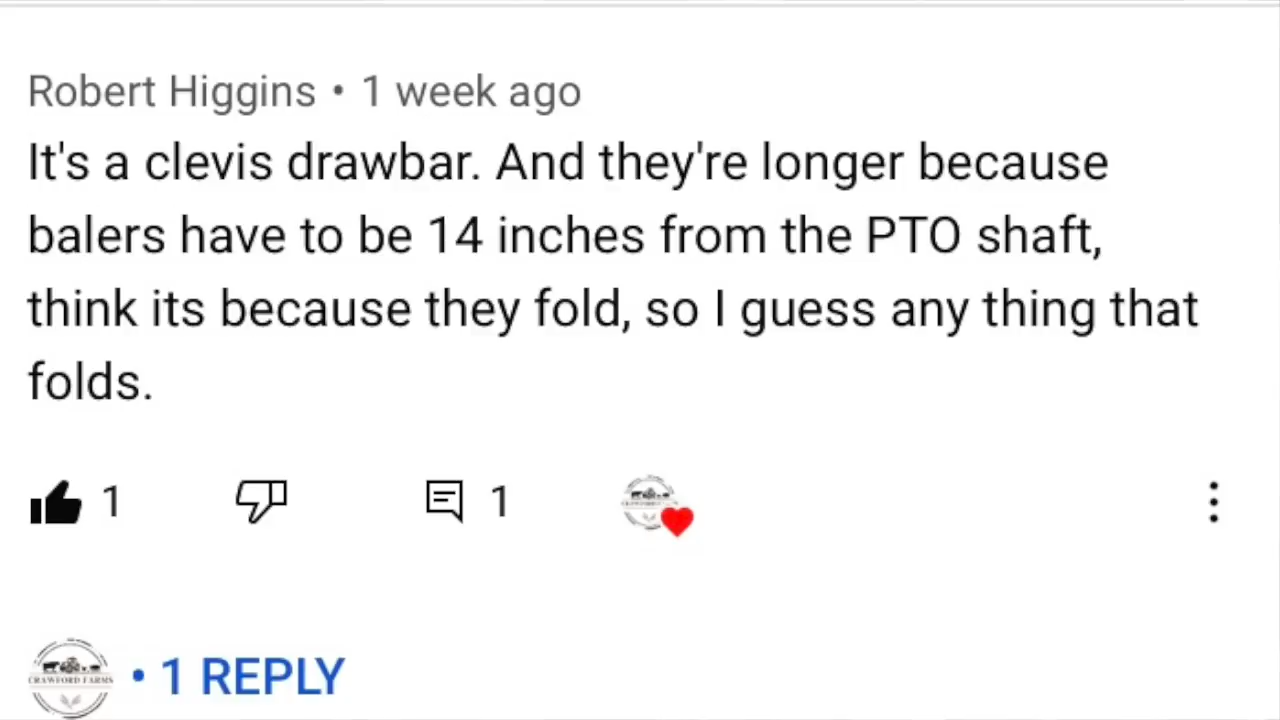 Robert Higgins • 1 week ago
It's a clevis drawbar. And they're longer because
balers have to be 14 inches from the PTO shaft,
think its because they fold, so I guess any thing that
folds.
1
1
CRAWFORD FARMS
• 1 REPLY